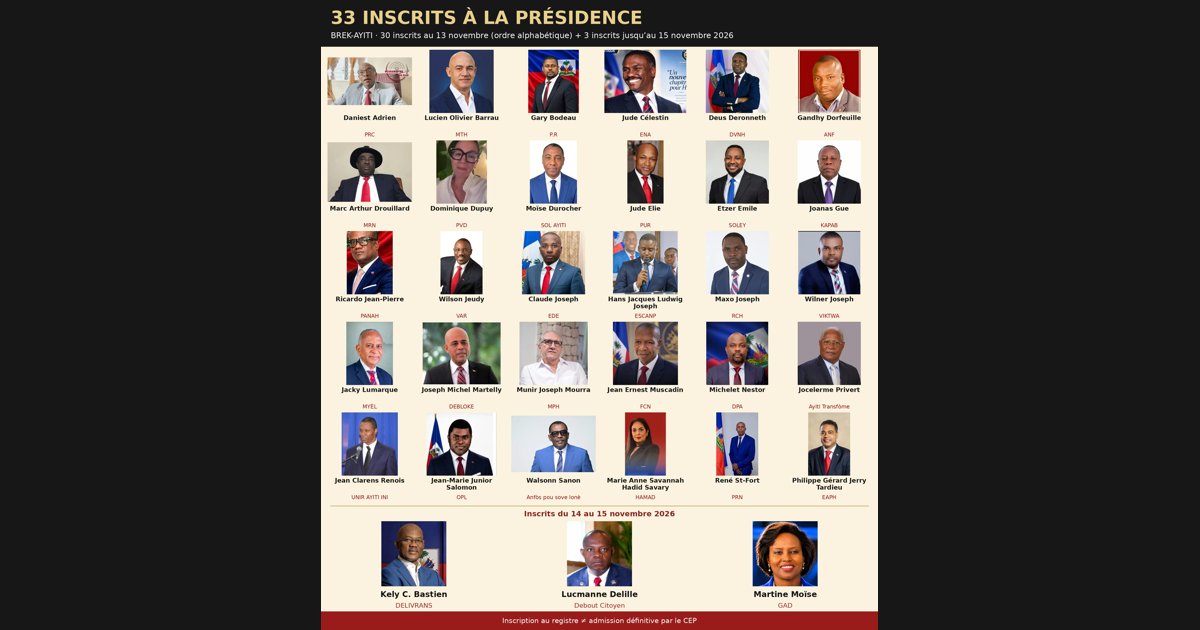 33 INSCRITS À LA PRÉSIDENCE
BREK-AYITI · 30 inscrits au 13 novembre (ordre alphabétique) + 3 inscrits jusqu’au 15 novembre 2026
Daniest Adrien
PRC
Lucien Olivier Barrau
MTH
Gary Bodeau
P.R
Jude Célestin
ENA
Deus Deronneth
DVNH
Gandhy Dorfeuille
ANF
"Un
nouve
chapit
pour H
Marc Arthur Drouillard
MRN
Dominique Dupuy
PVD
Moïse Durocher
SOL AYITI
Jude Elie
PUR
Etzer Emile
SOLEY
Joanas Gue
KAPAB
Ricardo Jean-Pierre
PANAH
Wilson Jeudy
VAR
Claude Joseph
EDE
Hans Jacques Ludwig
Joseph
ESCANP
Maxo Joseph
RCH
Wilner Joseph
VIKTWA
Jacky Lumarque
MYEL
Joseph Michel Martelly
DEBLOKE
Munir Joseph Mourra
MPH
Jean Ernest Muscadin
FCN
Michelet Nestor
DPA
Jocelerme Privert
Ayiti Transfòme
Jean Clarens Renois
UNIR AYITI INI
Jean-Marie Junior
Salomon
OPL
Walsonn Sanon
Anfòs pou sove lonè
Marie Anne Savannah
Hadid Savary
HAMAD
René St-Fort
PRN
Philippe Gérard Jerry
Tardieu
EAPH
Inscrits du 14 au 15 novembre 2026
Kely C. Bastien
DELIVRANS
Lucmanne Delille
Debout Citoyen
Martine Moïse
GAD
Inscription au registre ≠ admission définitive par le CEP